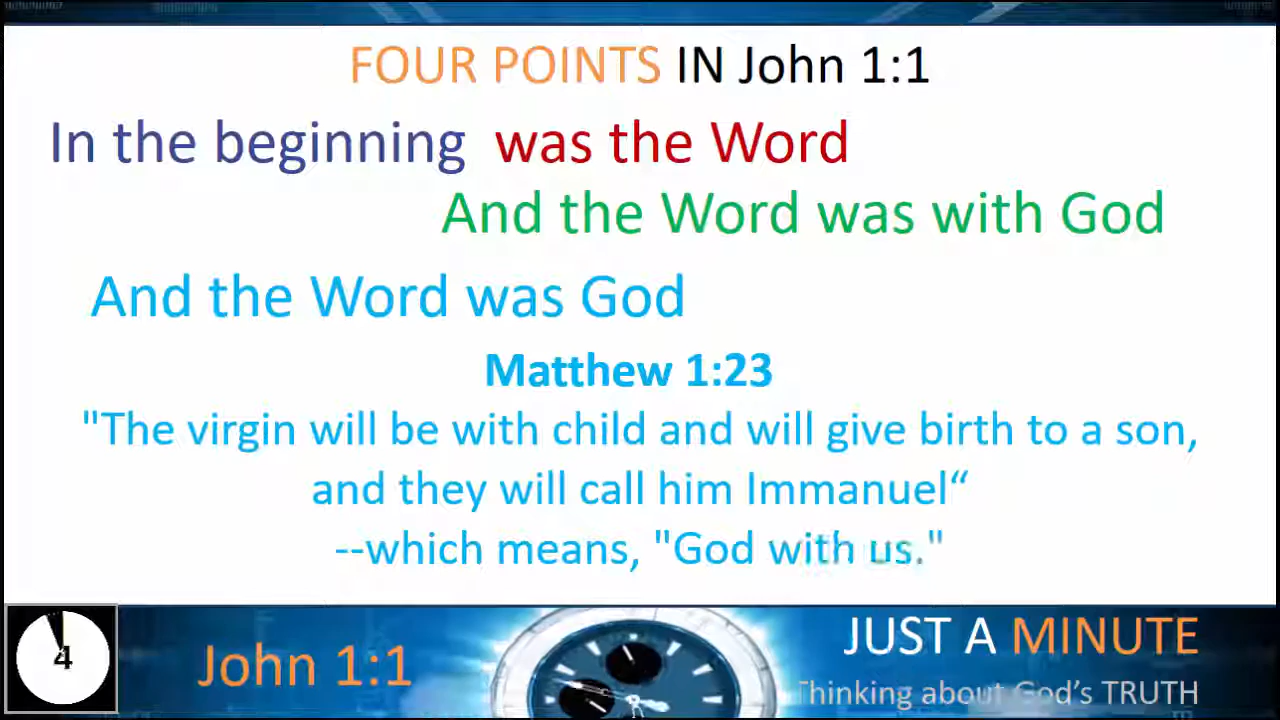 FOUR POINTS IN John 1:1
In the beginning was the Word
And the Word was with God
And the Word was God
Matthew 1:23
"The virgin will be with child and will give birth to a son,
and they will call him Immanuel“
--which means, "God with us."
4
John 1:1
JUST A MINUTE
Thinking about God’s TRUTH